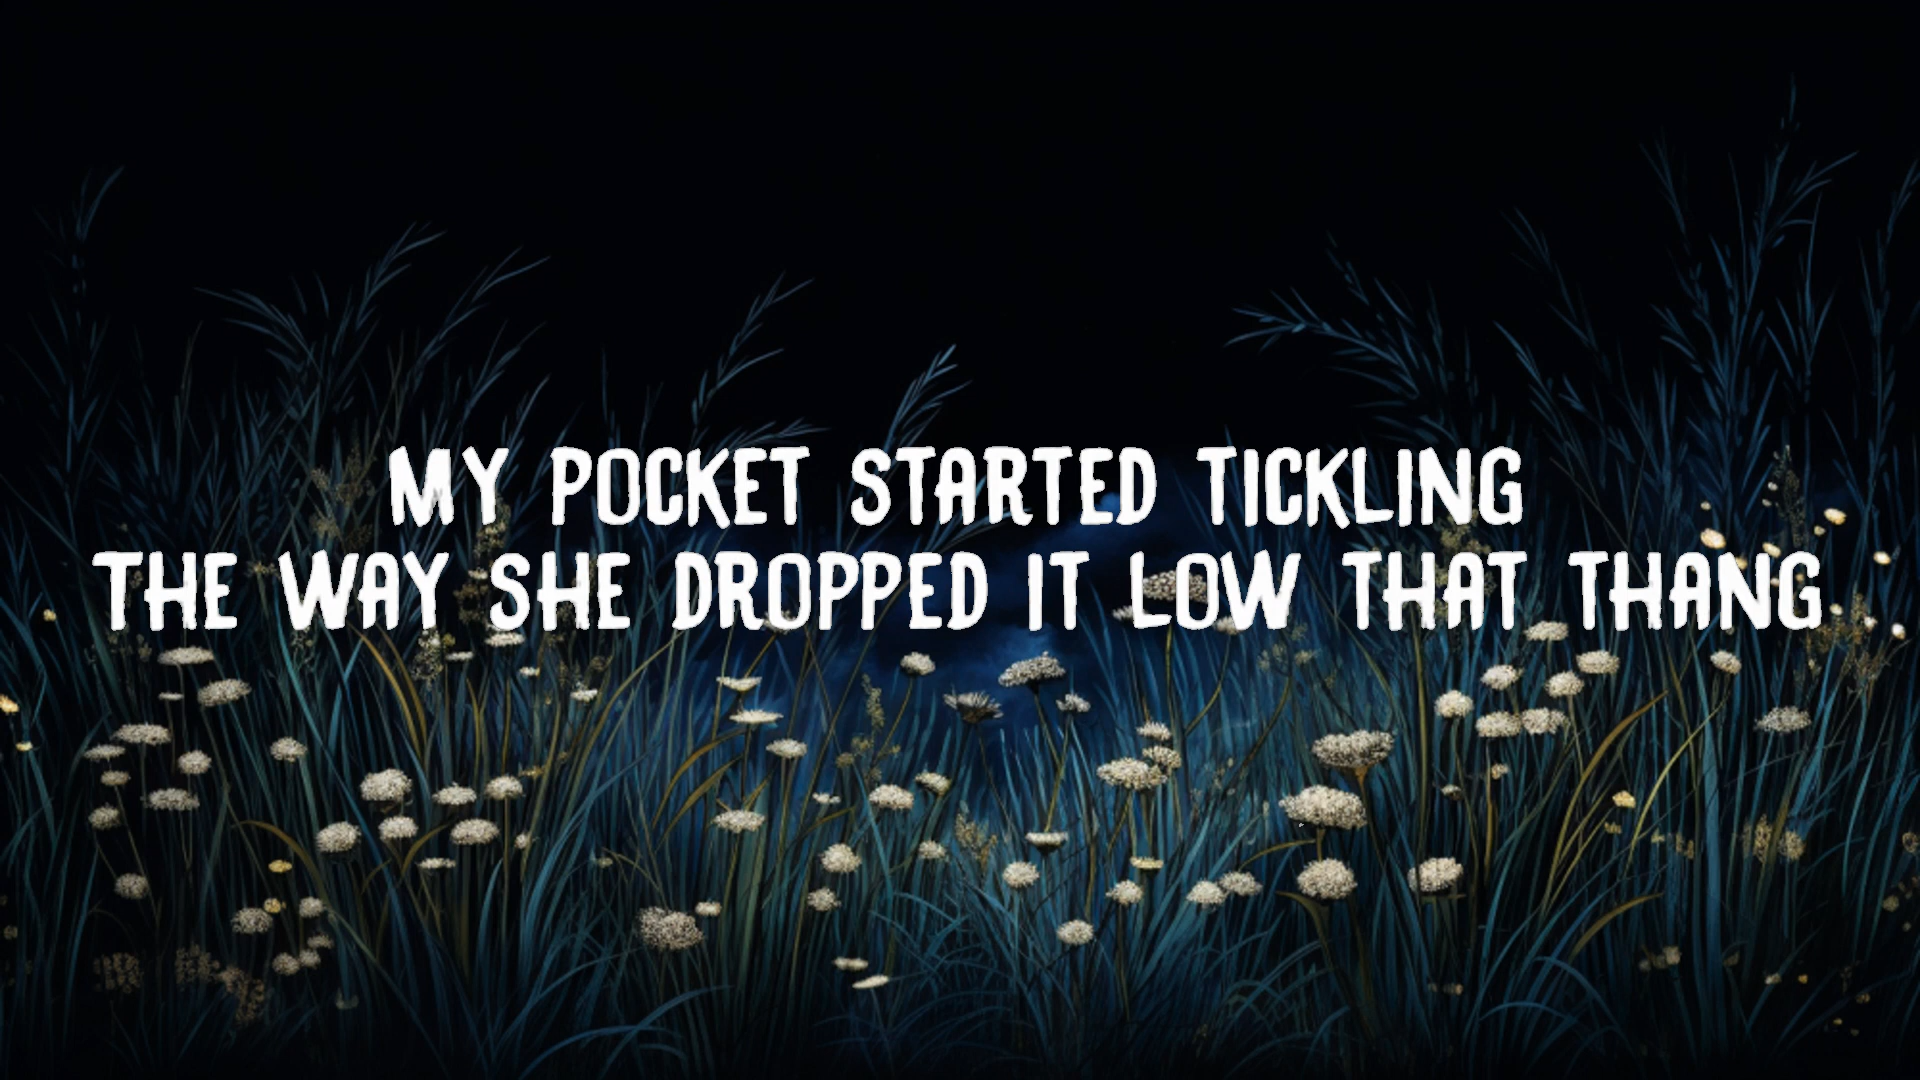 MY POCKET STARTED TICKLING
THE WAY SHE DROPPED IT LOW THAT THANG